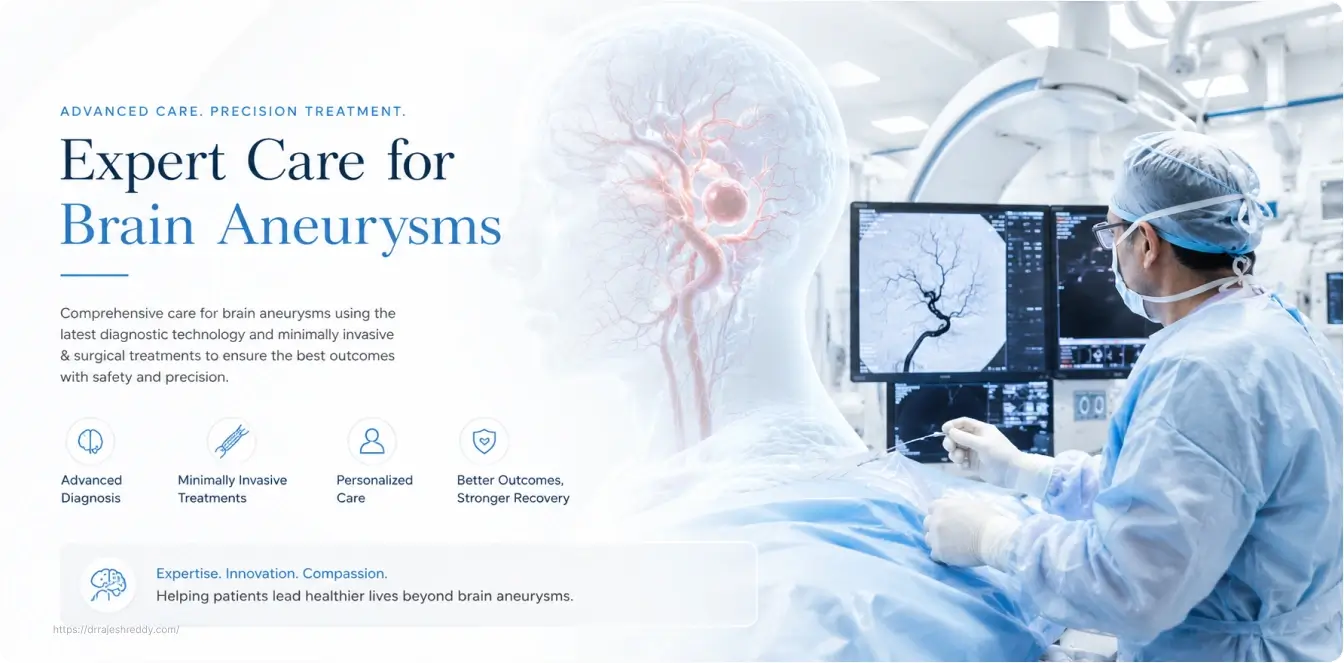 ADVANCED CARE. PRECISION TREATMENT.
Expert Care for
Brain Aneurysms
Comprehensive care for brain aneurysms using the
latest diagnostic technology and minimally invasive
& surgical treatments to ensure the best outcomes
with safety and precision.
Advanced
Diagnosis
Minimally Invasive
Treatments
Personalized
Care
Better Outcomes,
Stronger Recovery
Expertise. Innovation. Compassion.
Helping patients lead healthier lives beyond brain aneurysms.
https://drrajeshreddy.com/